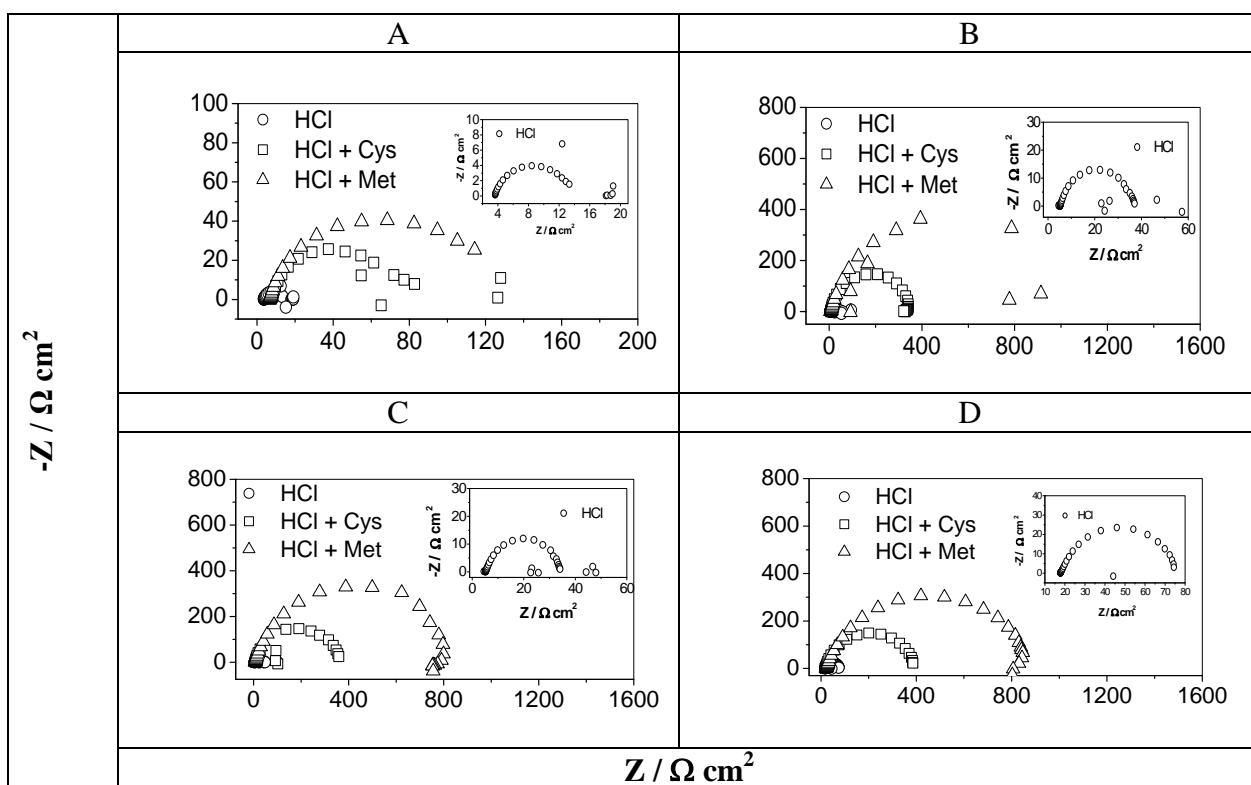 A
B
100
80
60
40
20
0
HCl
HCl + Cys
HCl + Met
0 40 80 120 160 200
10
8
6
4
2
0
HCl
-Z / Ω cm²
4 8 12 16 20
Z / Ω cm²
800
600
400
200
0
HCl
HCl + Cys
HCl + Met
0 400 800 1200 1600
30
20
10
0
HCl
-Z / Ω cm²
0 20 40 60
Z / Ω cm²
-Z / Ω cm²
C
D
800
600
400
200
0
HCl
HCl + Cys
HCl + Met
0 400 800 1200 1600
30
20
10
0
HCl
-Z / Ω cm²
0 20 40 60
Z / Ω cm²
800
600
400
200
0
HCl
HCl + Cys
HCl + Met
0 400 800 1200 1600
40
30
20
10
0
HCl
-Z / Ω cm²
10 20 30 40 50 60 70 80
Z / Ω cm²
Z / Ω cm²